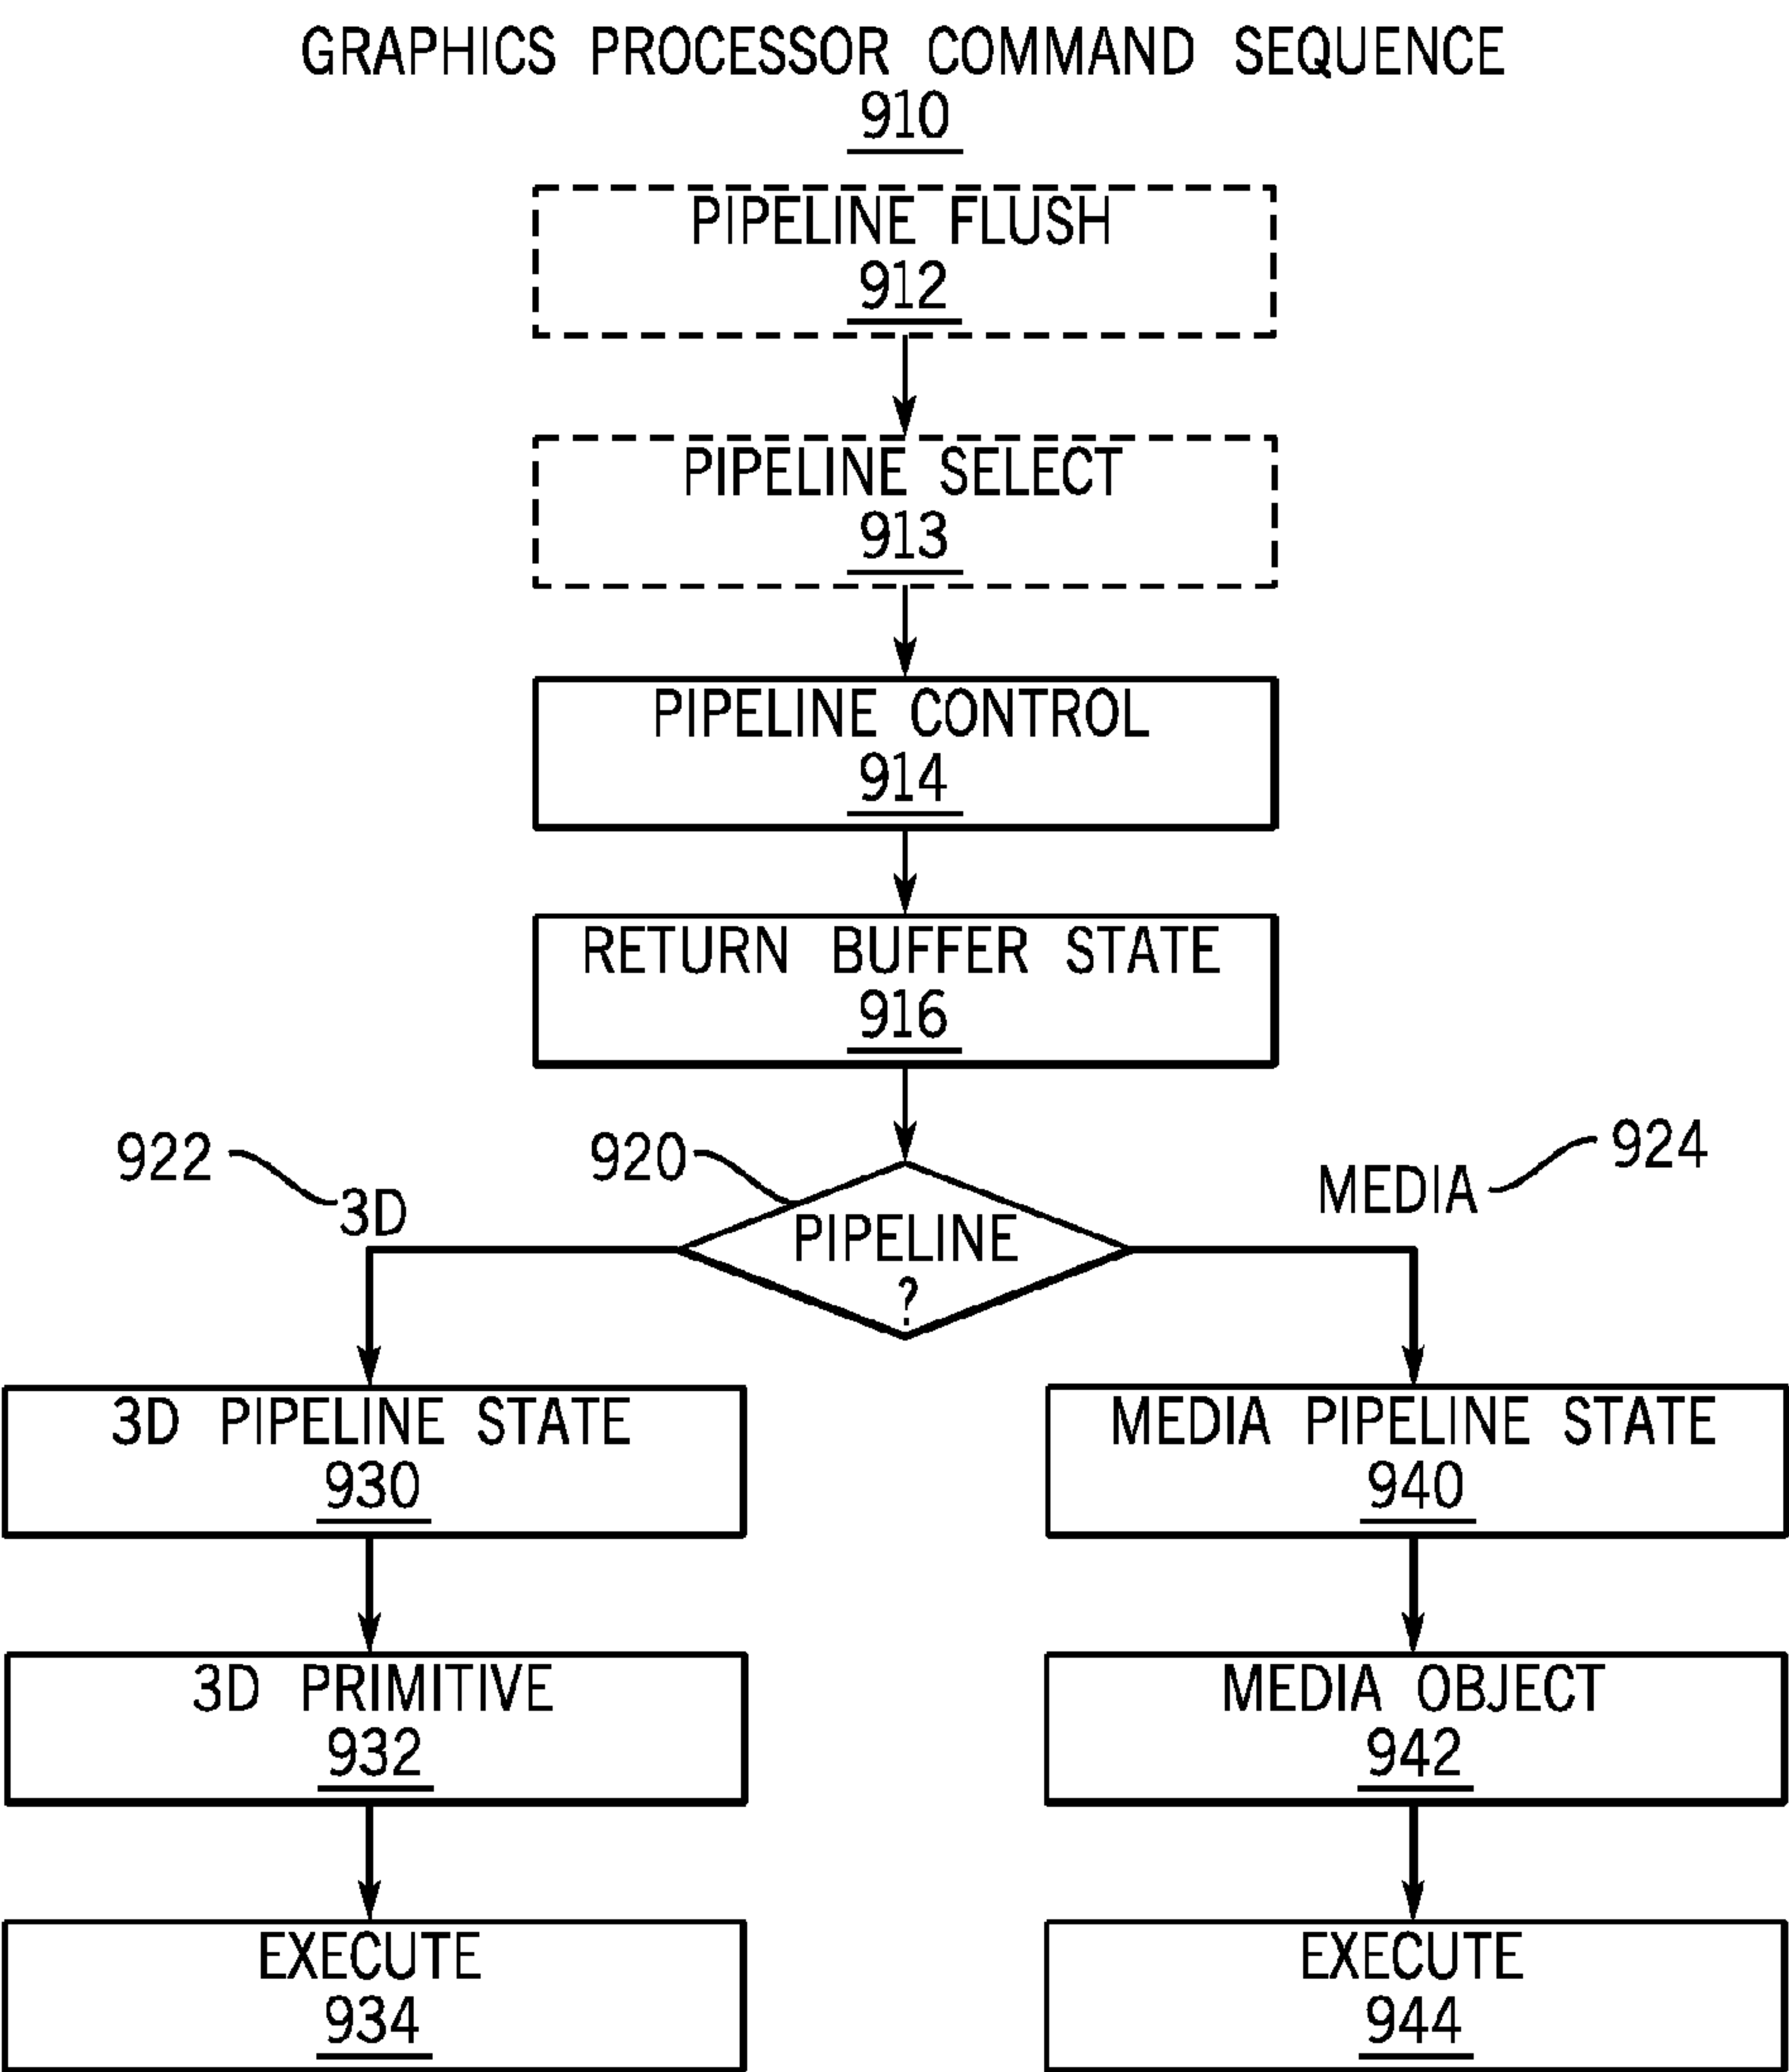 GRAPHICS PROCESSOR COMMAND SEQUENCE
910
PIPELINE FLUSH
912
PIPELINE SELECT
913
PIPELINE CONTROL
914
RETURN BUFFER STATE
916
922
3D
920
PIPELINE
?
MEDIA
924
3D PIPELINE STATE
930
3D PRIMITIVE
932
EXECUTE
934
MEDIA PIPELINE STATE
940
MEDIA OBJECT
942
EXECUTE
944